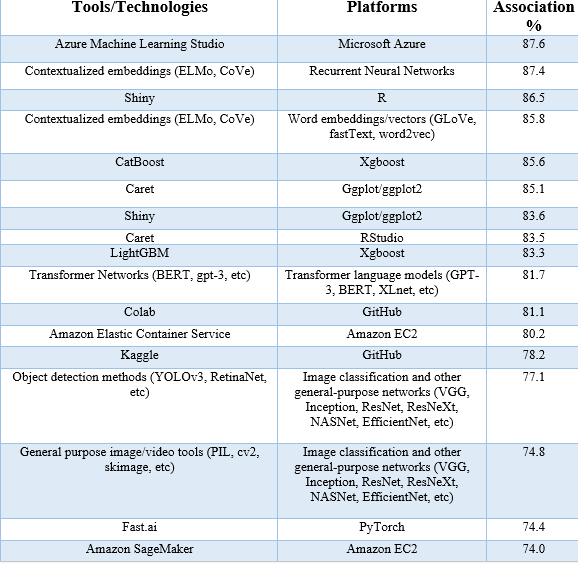 Tools/Technologies Platforms Association
%
Azure Machine Learning Studio Microsoft Azure 87.6
Contextualized embeddings (ELMo, CoVe) Recurrent Neural Networks 87.4
Shiny R 86.5
Contextualized embeddings (ELMo, CoVe) Word embeddings/vectors (GLoVe, 85.8
fastText, word2vec)
CatBoost Xgboost 85.6
Caret Ggplot/ggplot2 85.1
Shiny Ggplot/ggplot2 83.6
Caret RStudio 83.5
LightGBM Xgboost 83.3
Transformer Networks (BERT, gpt-3, etc) Transformer language models (GPT- 81.7
3, BERT, XLnet, etc)
Colab GitHub 81.1
Amazon Elastic Container Service Amazon EC2 80.2
Kaggle GitHub 78.2
Object detection methods (YOLOv3, RetinaNet, Image classification and other 77.1
etc) general-purpose networks (VGG,
Inception, ResNet, ResNeXt,
NASNet, EfficientNet, etc)
General purpose image/video tools (PIL, cv2, Image classification and other 74.8
skimage, etc) general-purpose networks (VGG,
Inception, ResNet, ResNeXt,
NASNet, EfficientNet, etc)
Fast.ai PyTorch 74.4
Amazon SageMaker Amazon EC2 74.0